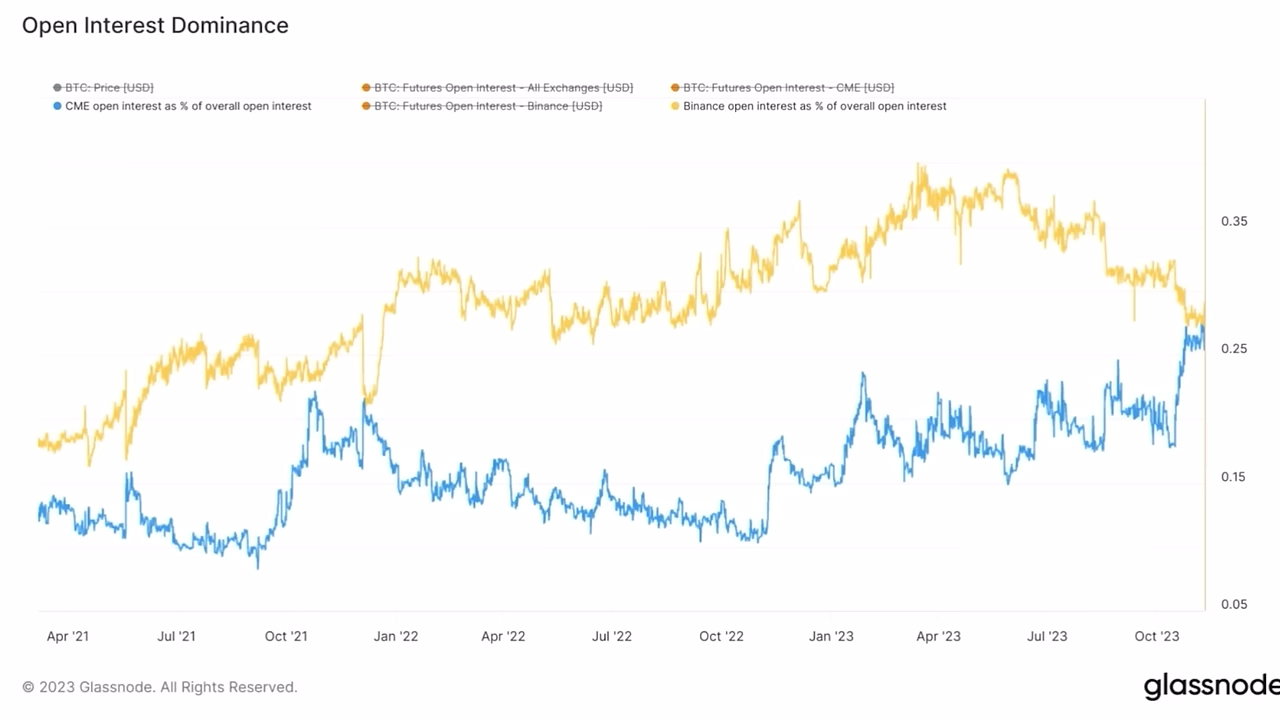 Open Interest Dominance
BTC: Price [USD] BTC: Futures Open Interest - All Exchanges [USD] BTC: Futures Open Interest - CME [USD]
CME open interest as % of overall open interest BTC: Futures Open Interest - Binance [USD] Binance open interest as % of overall open interest
0.35
0.25
0.15
0.05
Apr '21 Jul '21 Oct '21 Jan '22 Apr '22 Jul '22 Oct '22 Jan '23 Apr '23 Jul '23 Oct '23
© 2023 Glassnode. All Rights Reserved.
glassnode